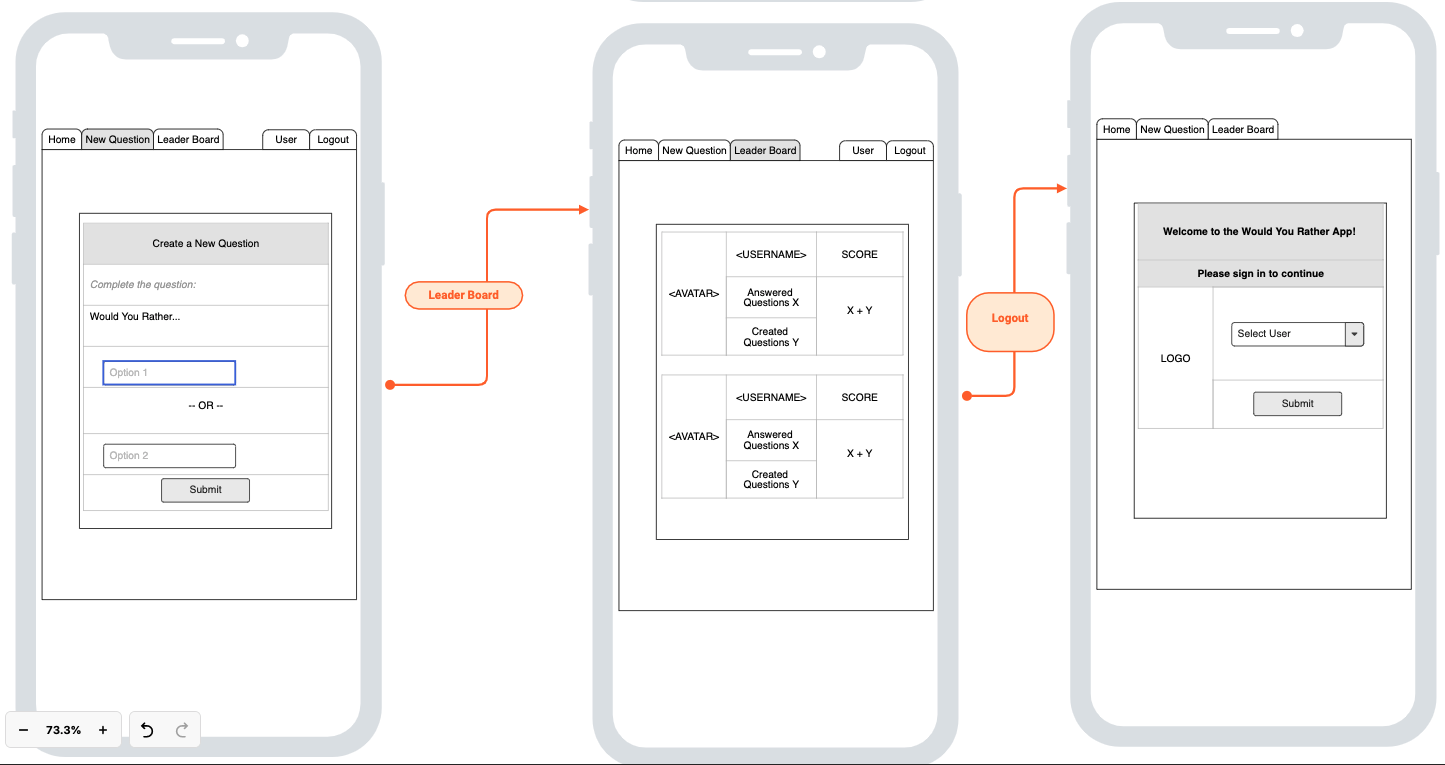 Home New Question Leader Board User Logout
Create a New Question
Complete the question:
Would You Rather...
Option 1
-- OR --
Option 2
Submit
73.3%
Leader Board
Home New Question Leader Board User Logout
<AVATAR>
<USERNAME>
SCORE
Answered
Questions X
X + Y
Created
Questions Y
<AVATAR>
<USERNAME>
SCORE
Answered
Questions X
X + Y
Created
Questions Y
Logout
Home New Question Leader Board
Welcome to the Would You Rather App!
Please sign in to continue
LOGO
Select User
Submit